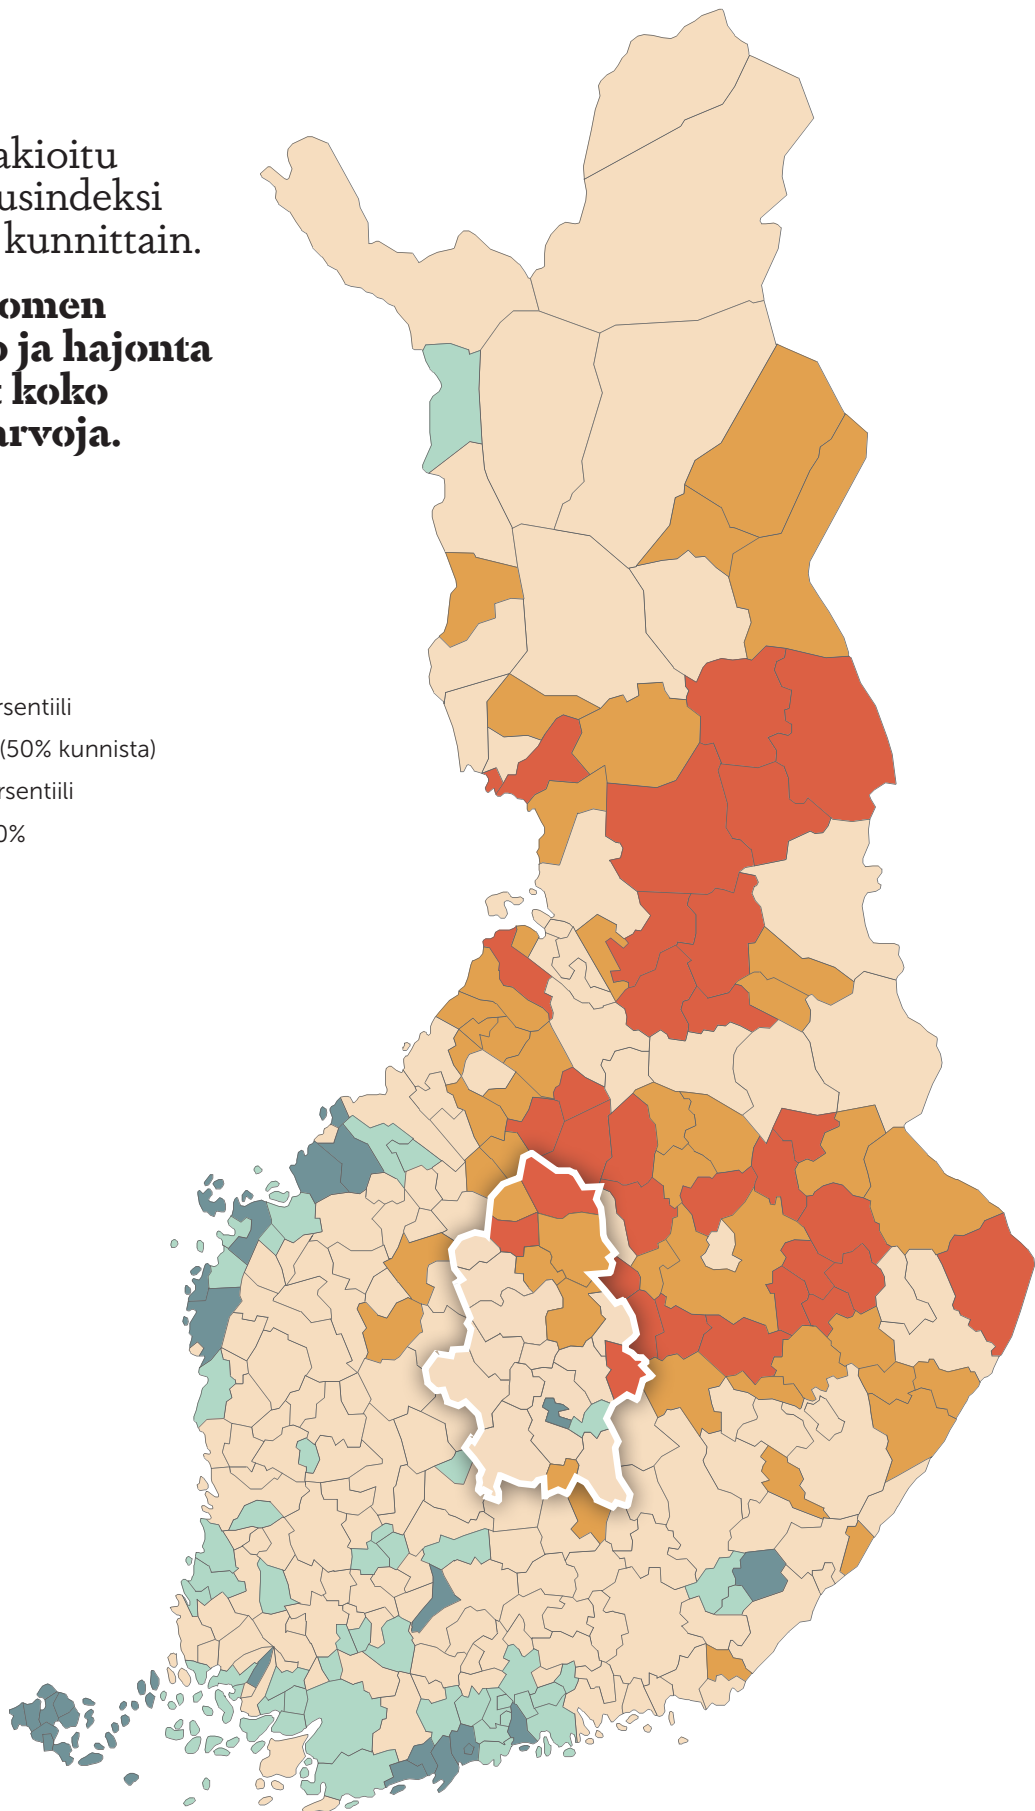 akioitu
usindeksi
kunnittain.
omen
o ja hajonta
t koko
arvoja.
rsentiili
(50% kunnista)
rsentiili
0%